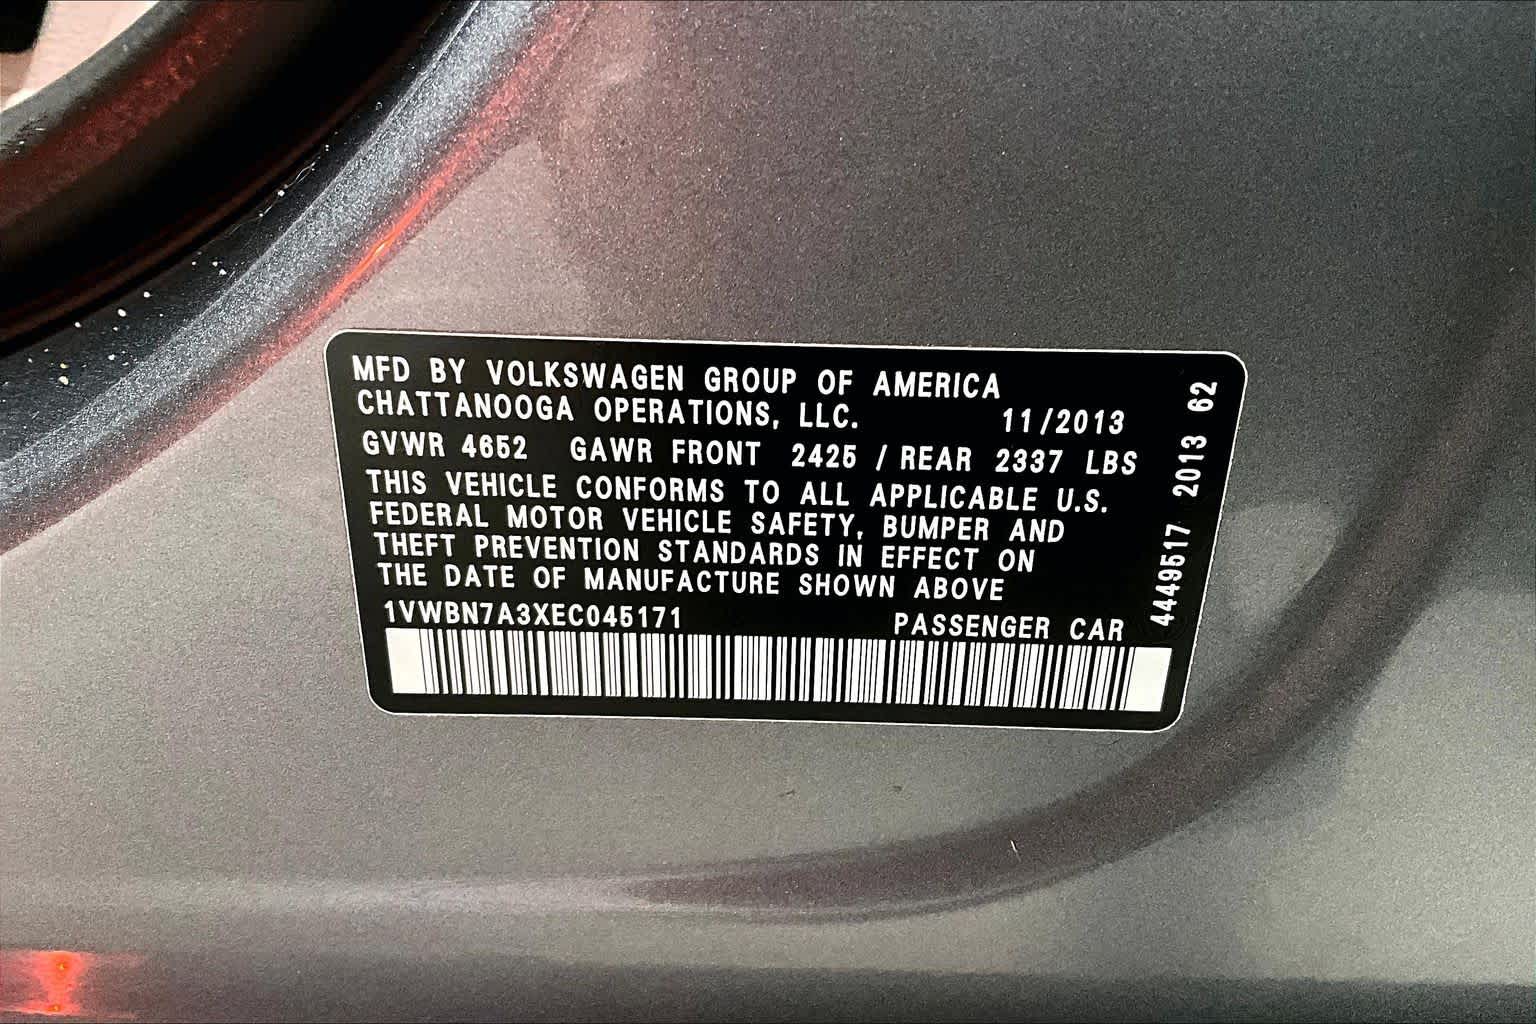 MFD BY VOLKSWAGEN GROUP OF AMERICA
CHATTANOOGA OPERATIONS, LLC. 11/2013
GVWR 4652 GAWR FRONT 2425 / REAR 2337 LBS
THIS VEHICLE CONFORMS TO ALL APPLICABLE U.S.
FEDERAL MOTOR VEHICLE SAFETY, BUMPER AND
THEFT PREVENTION STANDARDS IN EFFECT ON
THE DATE OF MANUFACTURE SHOWN ABOVE
1VWBN7A3XEC045171 PASSENGER CAR
4449517 2013 62